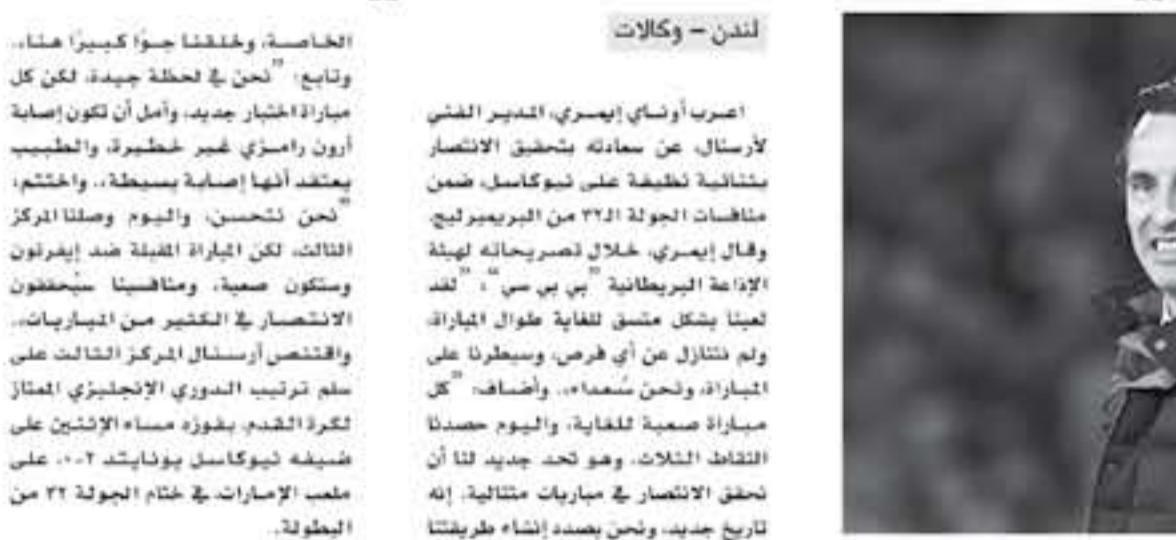 لندن – وكالات
اعرب أوناي إيمري، المدير الفني
لأرسنال، عن سعادته بتحقيق الانتصار
بثنائية نظيفة على نيوكاسل، ضمن
منافسات الجولة الـ٣٢ من البريميرليج.
وقال إيمري، خلال تصريحاته لهيئة
الإذاعة البريطانية "بي بي سي"، "لقد
لعبنا بشكل متسق للغاية طوال المباراة،
ولم نتنازل عن أي فرص، وسيطرنا على
المباراة، ونحن سُعداء.. وأضاف: "كل
مباراة صعبة للغاية، واليوم حصدنا
النقاط الثلاث، وهو تحد جديد لنا أن
نحقق الانتصار في مباريات متتالية، إنه
تاريخ جديد، ونحن بصدد إنشاء طريقتنا
الخاصة، وخلقنا جوًا كبيرًا هنا..
وتابع: "نحن في لحظة جيدة، لكن كل
مباراة اختبار جديد، وآمل أن تكون إصابة
آرون رامزي غير خطيرة، والطبيب
يعتقد أنها إصابة بسيطة.. واختتم:
"نحن نتحسن، واليوم وصلنا المركز
الثالث، لكن المباراة المقبلة ضد إيفرتون
وستكون صعبة، ومنافسينا سيُحققون
الانتصار في الكثير من المباريات..
واقتنص أرسنال المركز الثالث على
سلم ترتيب الدوري الإنجليزي الممتاز
لكرة القدم، بفوزه مساء الإثنين على
ضيفه نيوكاسل يونايتد ٢-٠، على
ملعب الإمارات، في ختام الجولة ٣٢ من
البطولة.